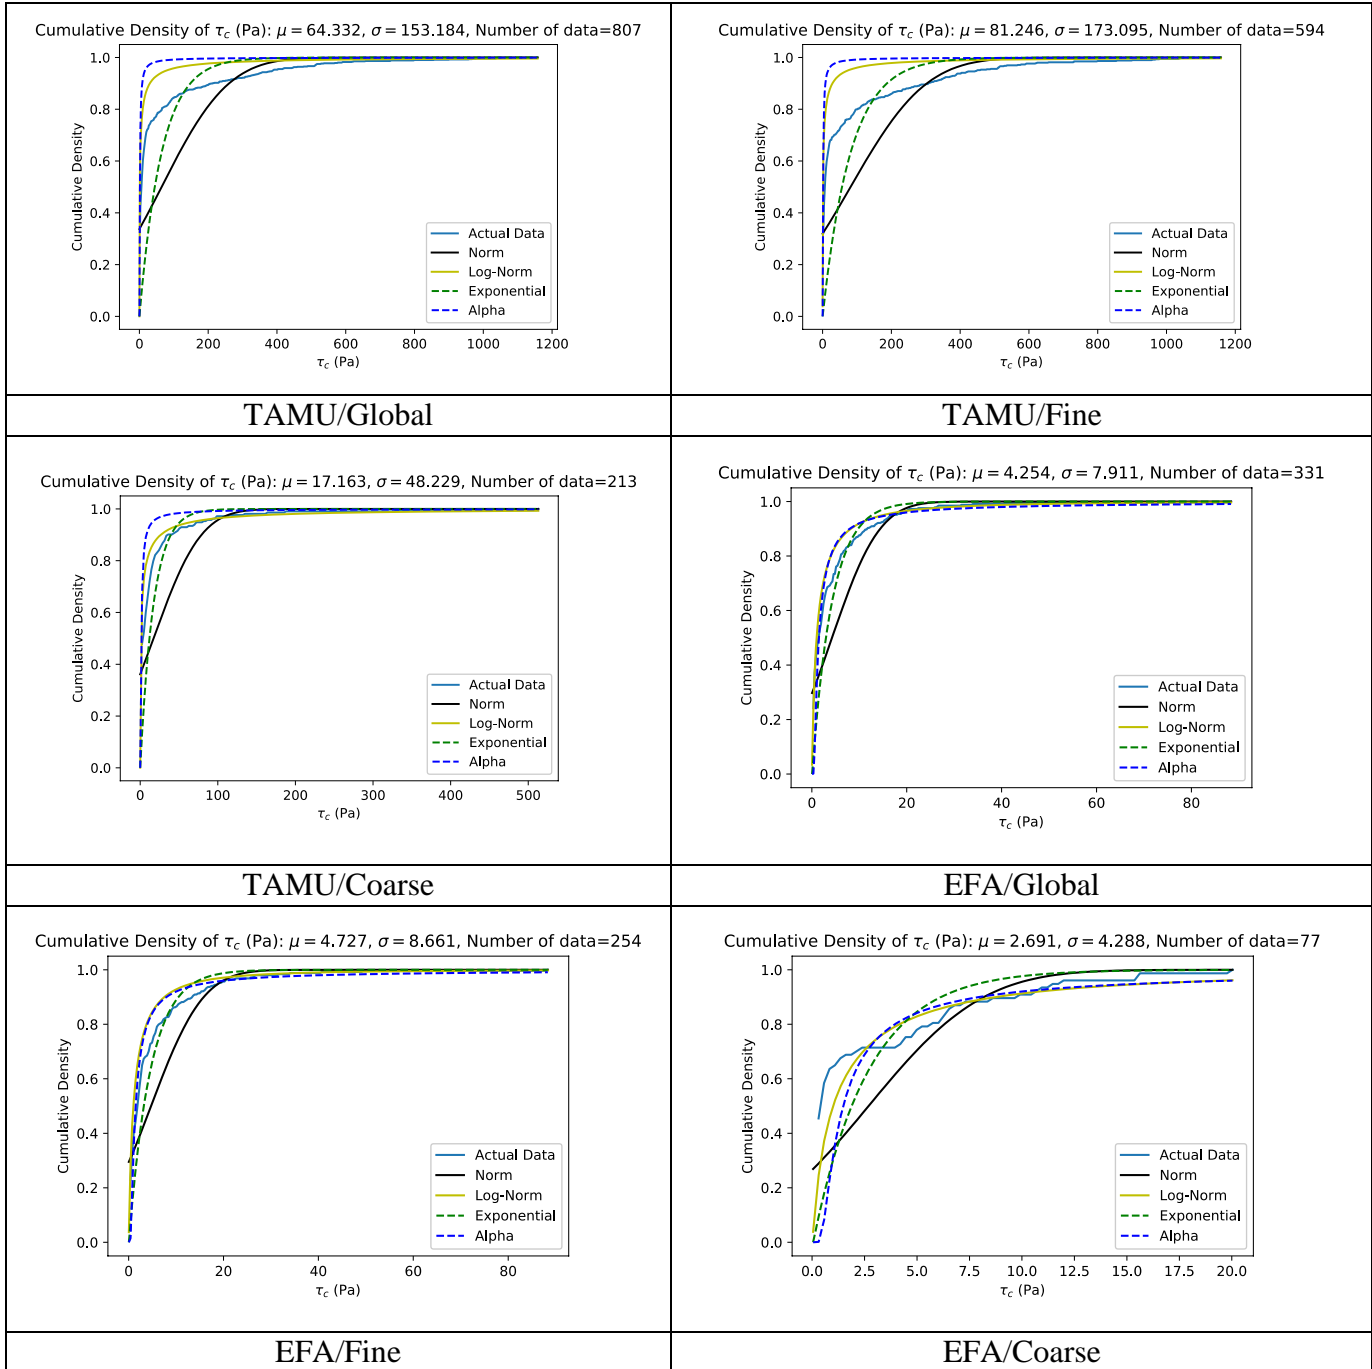 Cumulative Density of τc (Pa): μ = 64.332, σ = 153.184, Number of data=807
1.0
0.8
0.6
0.4
0.2
0.0
Cumulative Density
Actual Data
Norm
Log-Norm
Exponential
Alpha
0 200 400 600 800 1000 1200
τc (Pa)
TAMU/Global
Cumulative Density of τc (Pa): μ = 81.246, σ = 173.095, Number of data=594
1.0
0.8
0.6
0.4
0.2
0.0
Cumulative Density
Actual Data
Norm
Log-Norm
Exponential
Alpha
0 200 400 600 800 1000 1200
τc (Pa)
TAMU/Fine
Cumulative Density of τc (Pa): μ = 17.163, σ = 48.229, Number of data=213
1.0
0.8
0.6
0.4
0.2
0.0
Cumulative Density
Actual Data
Norm
Log-Norm
Exponential
Alpha
0 100 200 300 400 500
τc (Pa)
TAMU/Coarse
Cumulative Density of τc (Pa): μ = 4.254, σ = 7.911, Number of data=331
1.0
0.8
0.6
0.4
0.2
0.0
Cumulative Density
Actual Data
Norm
Log-Norm
Exponential
Alpha
0 20 40 60 80
τc (Pa)
EFA/Global
Cumulative Density of τc (Pa): μ = 4.727, σ = 8.661, Number of data=254
1.0
0.8
0.6
0.4
0.2
0.0
Cumulative Density
Actual Data
Norm
Log-Norm
Exponential
Alpha
0 20 40 60 80
τc (Pa)
EFA/Fine
Cumulative Density of τc (Pa): μ = 2.691, σ = 4.288, Number of data=77
1.0
0.8
0.6
0.4
0.2
0.0
Cumulative Density
Actual Data
Norm
Log-Norm
Exponential
Alpha
0.0 2.5 5.0 7.5 10.0 12.5 15.0 17.5 20.0
τc (Pa)
EFA/Coarse